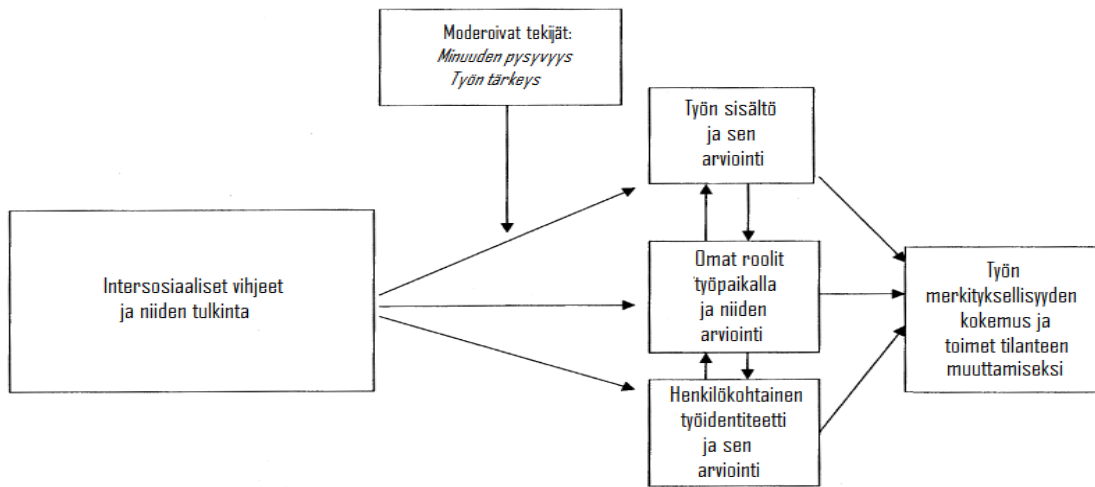 Moderoivat tekijät:
Minuuden pysyvyys
Työn tärkeys
Työn sisältö
ja sen
arviointi
Intersosiaaliset vihjeet
ja niiden tulkinta
Omat roolit
työpaikalla
ja niiden
arviointi
Henkilökohtainen
työidentiteetti
ja sen
arviointi
Työn
merkityksellisyyden
kokemus ja
toimet tilanteen
muuttamiseksi